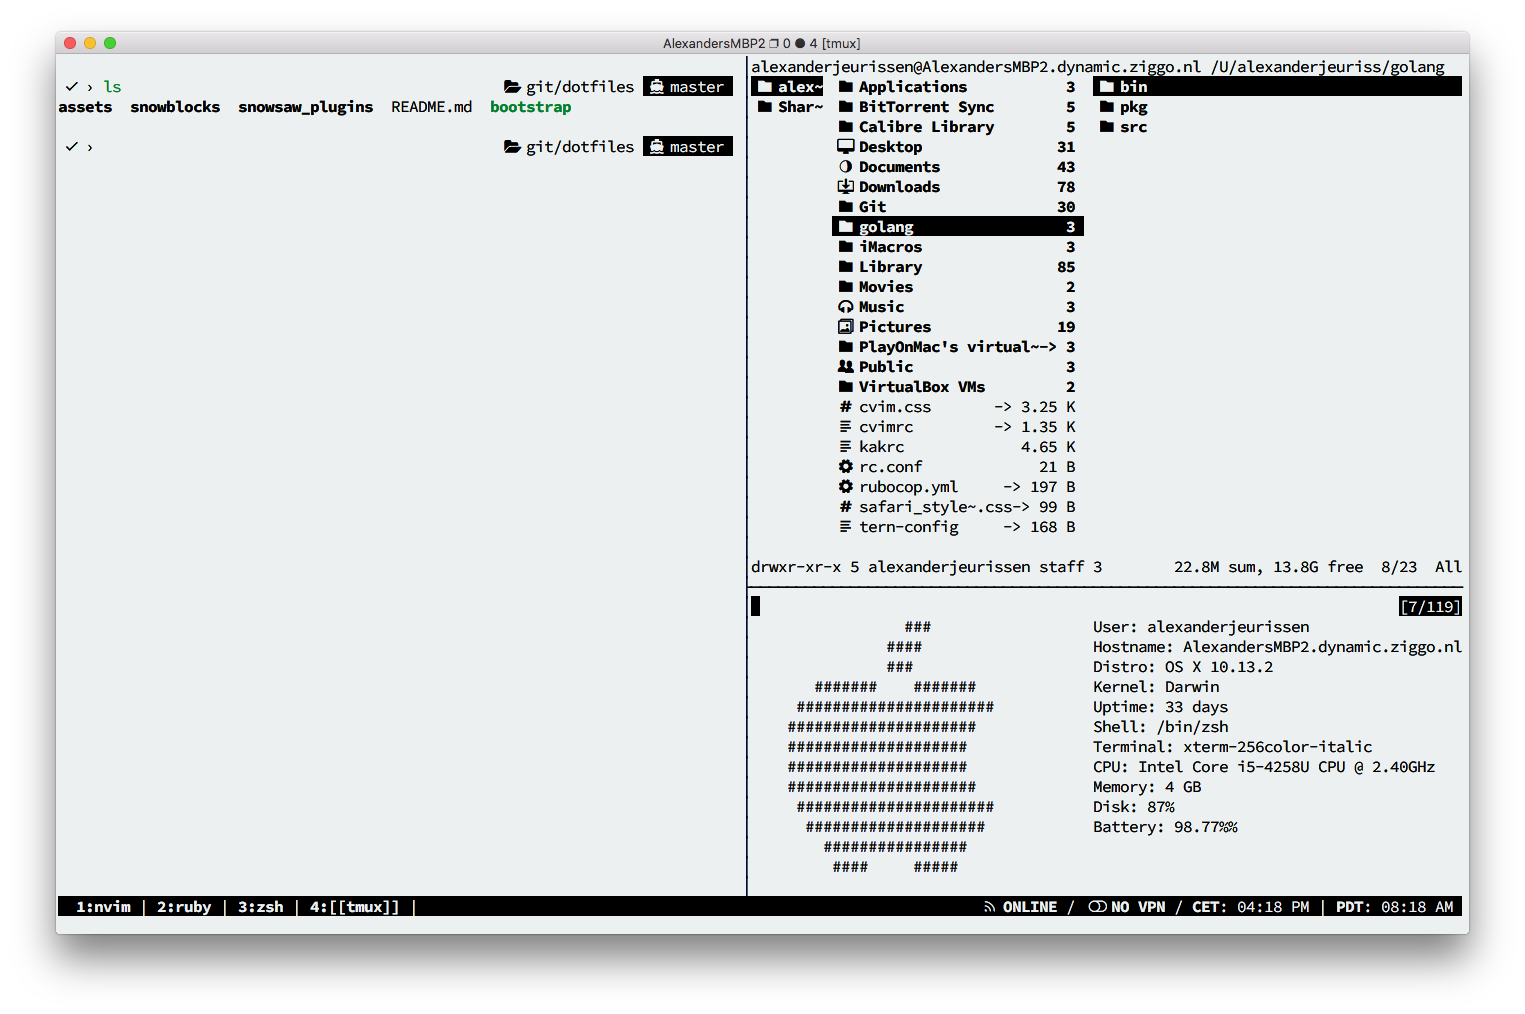 AlexandersMBP2 0 ● 4 [tmux]
✓ › ls git/dotfiles master
assets snowblocks snowsaw_plugins README.md bootstrap
✓ › git/dotfiles master
alexanderjeurissen@AlexandersMBP2.dynamic.ziggo.nl /U/alexanderjeuriss/golang
alex~ Applications 3 bin
Shar~ BitTorrent Sync 5 pkg
Calibre Library 5 src
Desktop 31
Documents 43
Downloads 78
Git 30
golang 3
iMacros 3
Library 85
Movies 2
Music 3
Pictures 19
PlayOnMac's virtual~-> 3
Public 3
VirtualBox VMs 2
# cvim.css -> 3.25 K
cvimrc -> 1.35 K
kakrc 4.65 K
rc.conf 21 B
rubocop.yml -> 197 B
# safari_style~.css-> 99 B
tern-config -> 168 B
drwxr-xr-x 5 alexanderjeurissen staff 3 22.8M sum, 13.8G free 8/23 All
[7/119]
### User: alexanderjeurissen
#### Hostname: AlexandersMBP2.dynamic.ziggo.nl
### Distro: OS X 10.13.2
####### ####### Kernel: Darwin
###################### Uptime: 33 days
##################### Shell: /bin/zsh
#################### Terminal: xterm-256color-italic
#################### CPU: Intel Core i5-4258U CPU @ 2.40GHz
##################### Memory: 4 GB
###################### Disk: 87%
#################### Battery: 98.77%%
################
#### #####
1:nvim | 2:ruby | 3:zsh | 4:[[tmux]] | ONLINE / NO VPN / CET: 04:18 PM | PDT: 08:18 AM